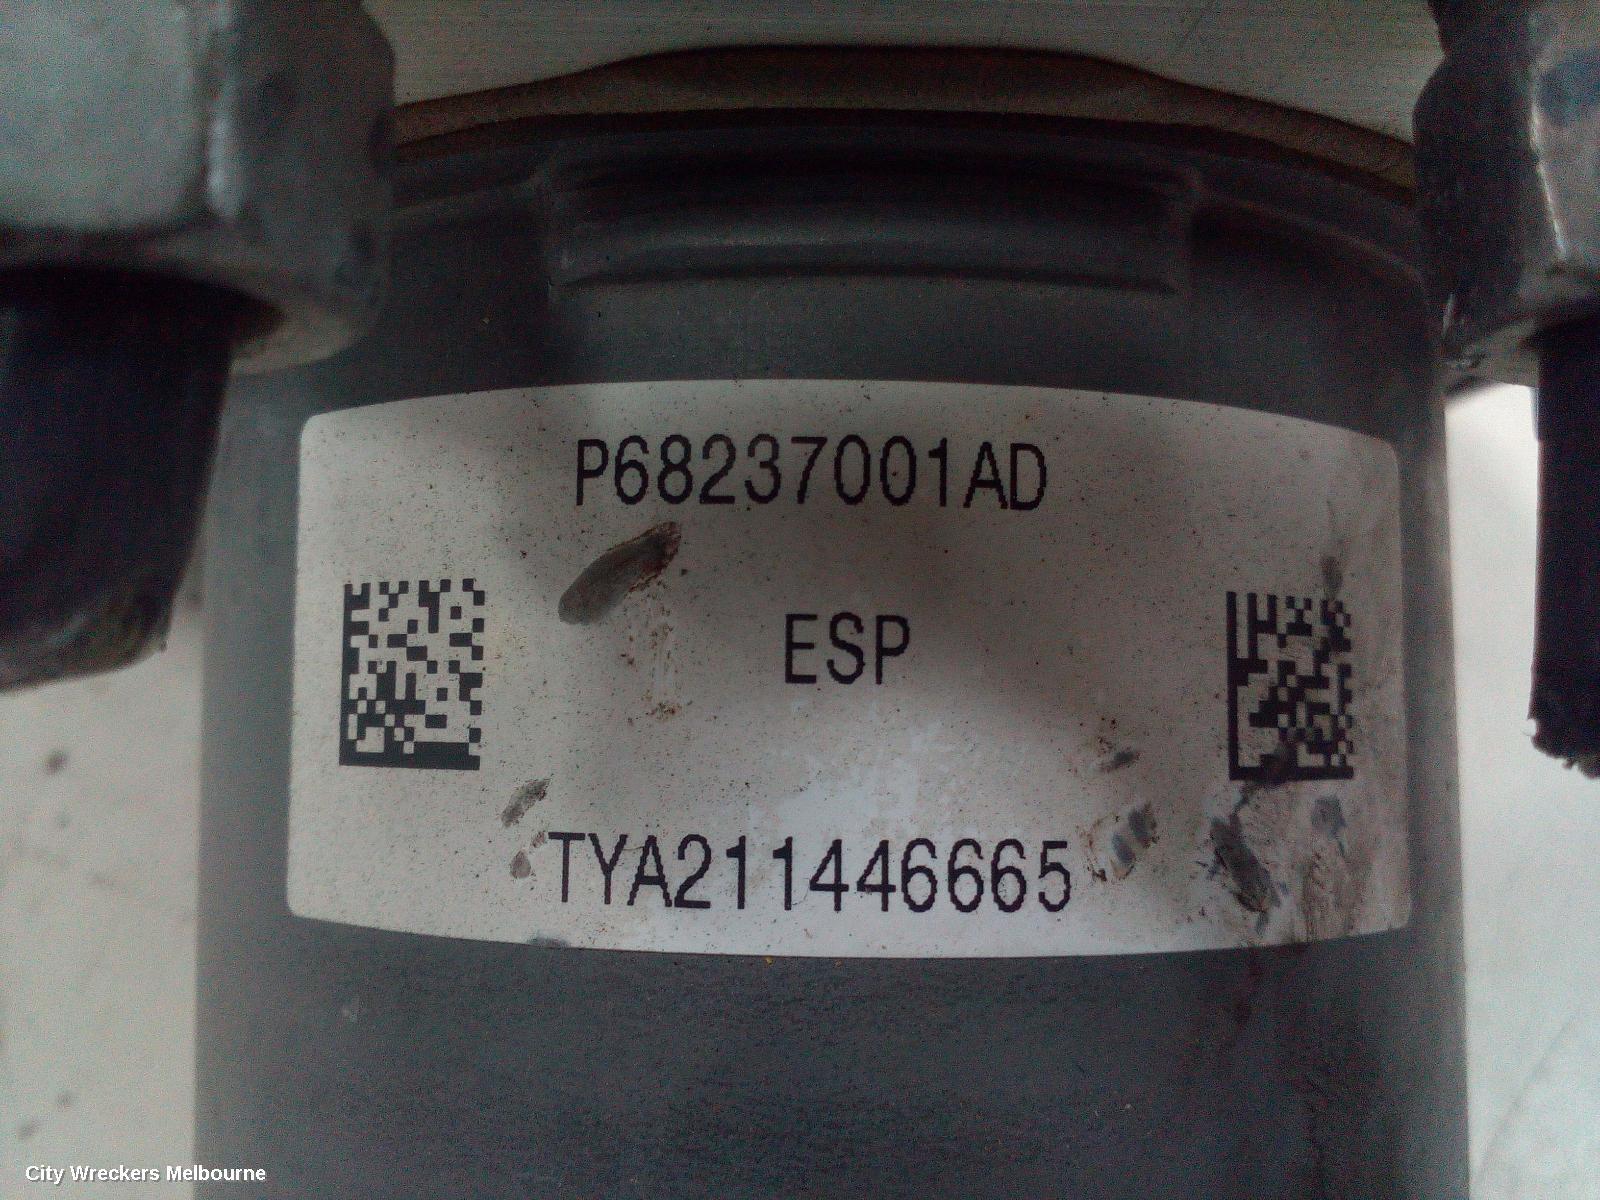 P68237001AD
ESP
TYA211446665
City Wreckers Melbourne